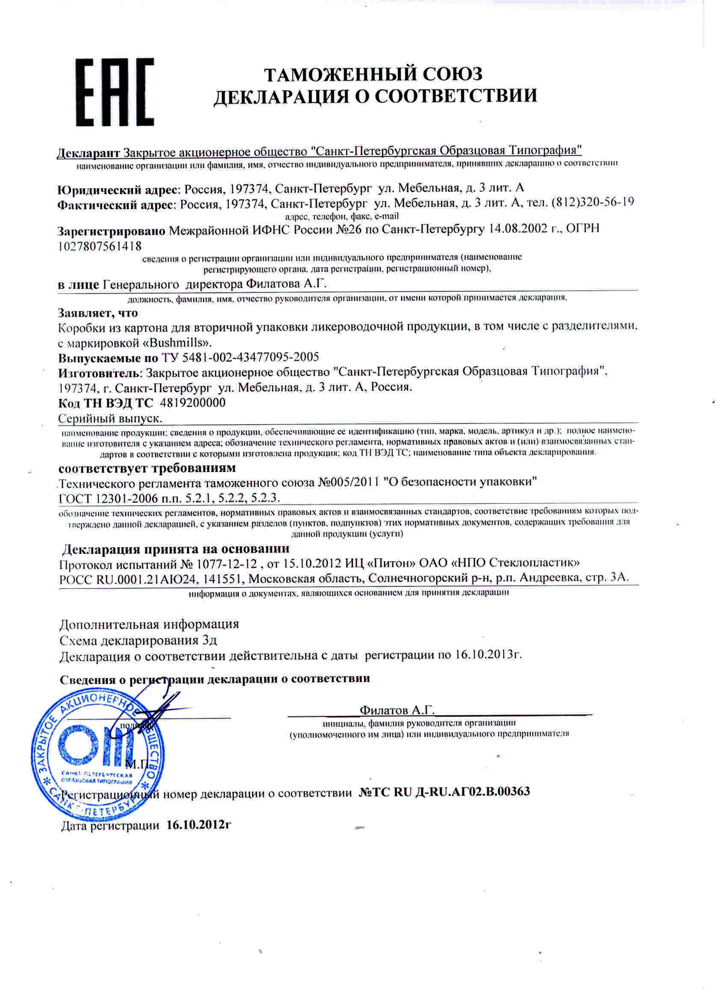 ЕАС
ТАМОЖЕННЫЙ СОЮЗ
ДЕКЛАРАЦИЯ О СООТВЕТСТВИИ
Декларант Закрытое акционерное общество "Санкт-Петербургская Образцовая Типография"
наименование организации или фамилия, имя, отчество индивидуального предпринимателя, принявших декларацию о соответствии
Юридический адрес: Россия, 197374, Санкт-Петербург ул. Мебельная, д. 3 лит. А
Фактический адрес: Россия, 197374, Санкт-Петербург ул. Мебельная, д. 3 лит. А, тел. (812)320-56-19
адрес, телефон, факс, e-mail
Зарегистрировано Межрайонной ИФНС России №26 по Санкт-Петербургу 14.08.2002 г., ОГРН
1027807561418
сведения о регистрации организации или индивидуального предпринимателя (наименование
регистрирующего органа, дата регистрации, регистрационный номер),
в лице Генерального директора Филатова А.Г.
должность, фамилия, имя, отчество руководителя организации, от имени которой принимается декларация,
Заявляет, что
Коробки из картона для вторичной упаковки ликероводочной продукции, в том числе с разделителями,
с маркировкой «Bushmills».
Выпускаемые по ТУ 5481-002-43477095-2005
Изготовитель: Закрытое акционерное общество "Санкт-Петербургская Образцовая Типография",
197374, г. Санкт-Петербург ул. Мебельная, д. 3 лит. А, Россия.
Код ТН ВЭД ТС 4819200000
Серийный выпуск.
наименование продукции; сведения о продукции, обеспечивающие ее идентификацию (тип, марка, модель, артикул и др.); полное наимено-
вание изготовителя с указанием адреса; обозначение технического регламента, нормативных правовых актов и (или) взаимосвязанных стан-
дартов в соответствии с которыми изготовлена продукция; код ТН ВЭД ТС; наименование типа объекта декларирования.
соответствует требованиям
Технического регламента таможенного союза №005/2011 "О безопасности упаковки"
ГОСТ 12301-2006 п.п. 5.2.1, 5.2.2, 5.2.3.
обозначение технических регламентов, нормативных правовых актов и взаимосвязанных стандартов, соответствие требованиям которых под-
тверждено данной декларацией, с указанием разделов (пунктов, подпунктов) этих нормативных документов, содержащих требования для
данной продукции (услуги)
Декларация принята на основании
Протокол испытаний № 1077-12-12 , от 15.10.2012 ИЦ «Питон» ОАО «НПО Стеклопластик»
РОСС RU.0001.21АЮ24, 141551, Московская область, Солнечногорский р-н, р.п. Андреевка, стр. 3А.
информация о документах, являющихся основанием для принятия декларации
Дополнительная информация
Схема декларирования 3д
Декларация о соответствии действительна с даты регистрации по 16.10.2013г.
Сведения о регистрации декларации о соответствии
Филатов А.Г.
подпись
инициалы, фамилия руководителя организации
(уполномоченного им лица) или индивидуального предпринимателя
ЗАКРЫТОЕ АКЦИОНЕРНОЕ ОБЩЕСТВО
* САНКТ-ПЕТЕРБУРГ *
ОТ
М.П.
САНКТ-ПЕТЕРБУРГСКАЯ
ОБРАЗЦОВАЯ ТИПОГРАФИЯ
Регистрационный номер декларации о соответствии №ТС RU Д-RU.АГ02.В.00363
Дата регистрации 16.10.2012г